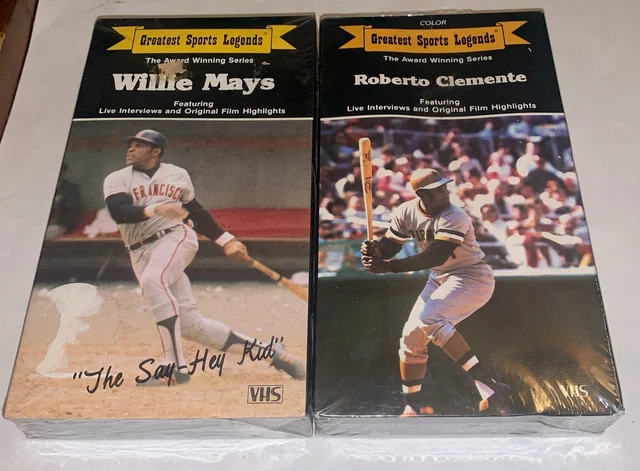 Greatest Sports Legends
The Award Winning Series
Willie Mays
Featuring
Live Interviews and Original Film Highlights
FRANCISC
"The Say-Hey Kid"
VHS
COLOR
Greatest Sports Legends
The Award Winning Series
Roberto Clemente
Featuring
Live Interviews and Original Film Highlights
VHS